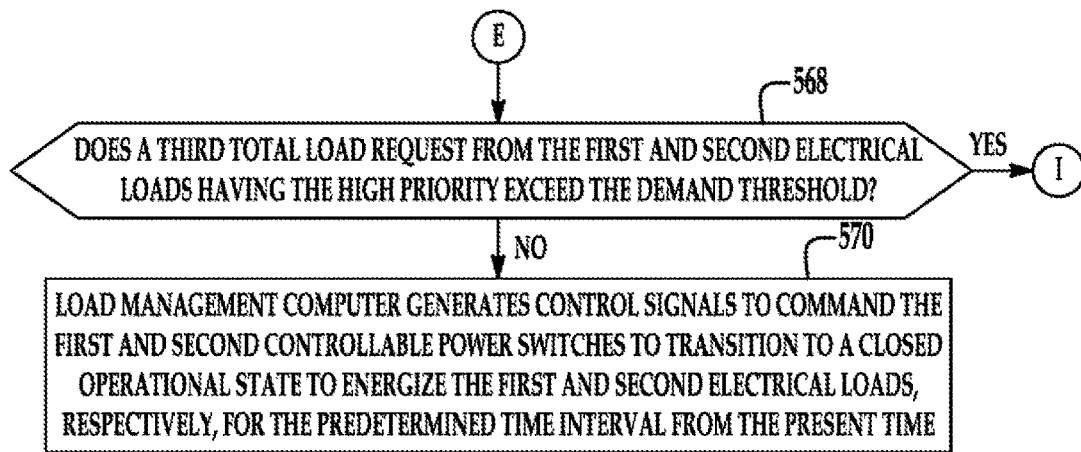 E
568
DOES A THIRD TOTAL LOAD REQUEST FROM THE FIRST AND SECOND ELECTRICAL
LOADS HAVING THE HIGH PRIORITY EXCEED THE DEMAND THRESHOLD?
YES
I
NO
570
LOAD MANAGEMENT COMPUTER GENERATES CONTROL SIGNALS TO COMMAND THE
FIRST AND SECOND CONTROLLABLE POWER SWITCHES TO TRANSITION TO A CLOSED
OPERATIONAL STATE TO ENERGIZE THE FIRST AND SECOND ELECTRICAL LOADS,
RESPECTIVELY, FOR THE PREDETERMINED TIME INTERVAL FROM THE PRESENT TIME